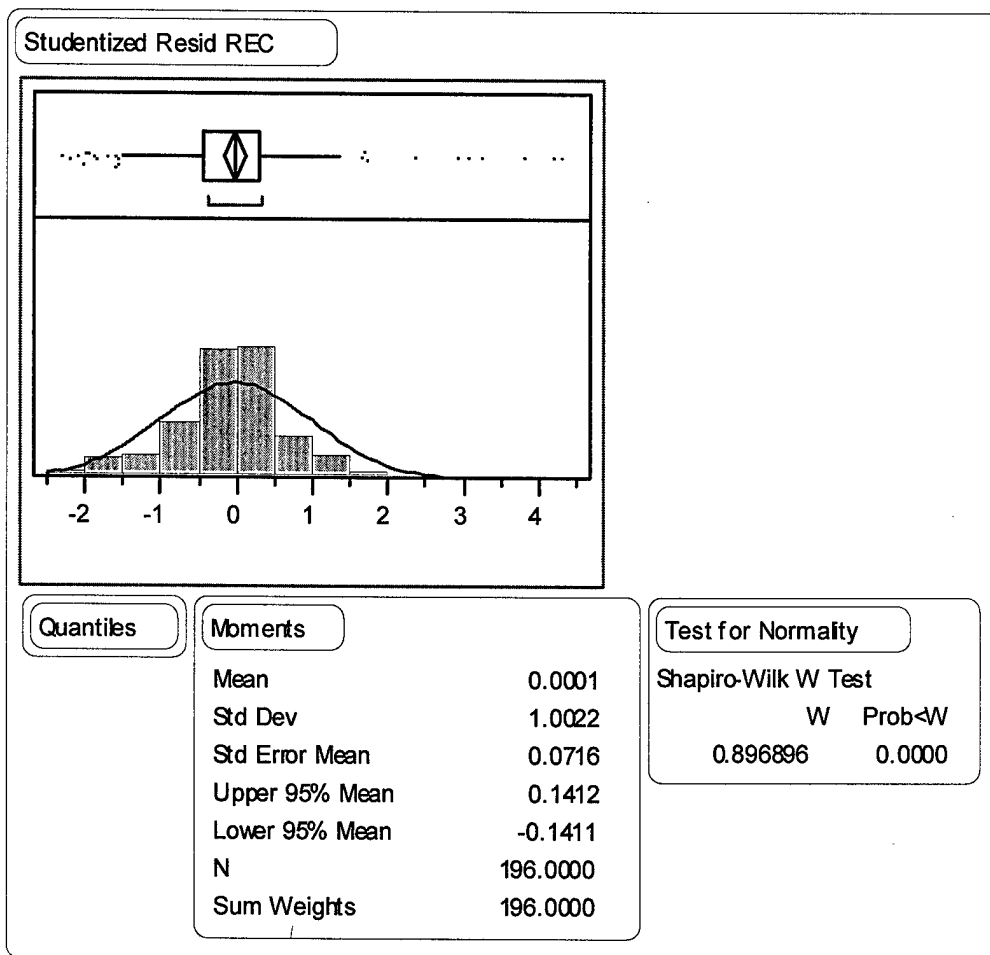 Studentized Resid REC
-2 -1 0 1 2 3 4
Quantiles
Moments
Mean 0.0001
Std Dev 1.0022
Std Error Mean 0.0716
Upper 95% Mean 0.1412
Lower 95% Mean -0.1411
N 196.0000
Sum Weights 196.0000
Test for Normality
Shapiro-Wilk W Test
W Prob<W
0.896896 0.0000